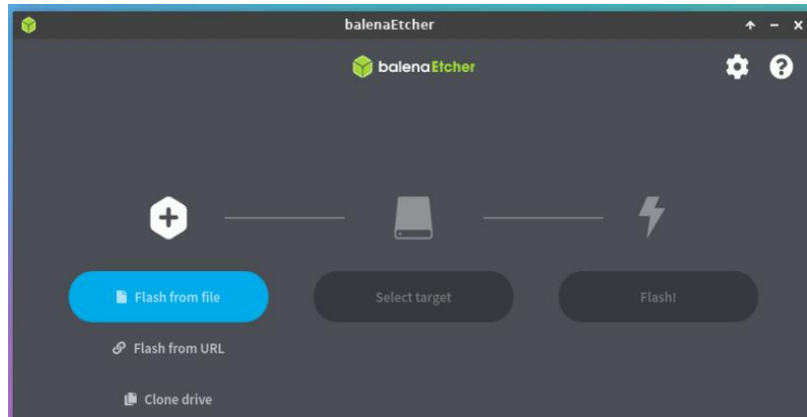 balenaEtcher
balenaEtcher
Flash from file
Select target
Flash!
Flash from URL
Clone drive